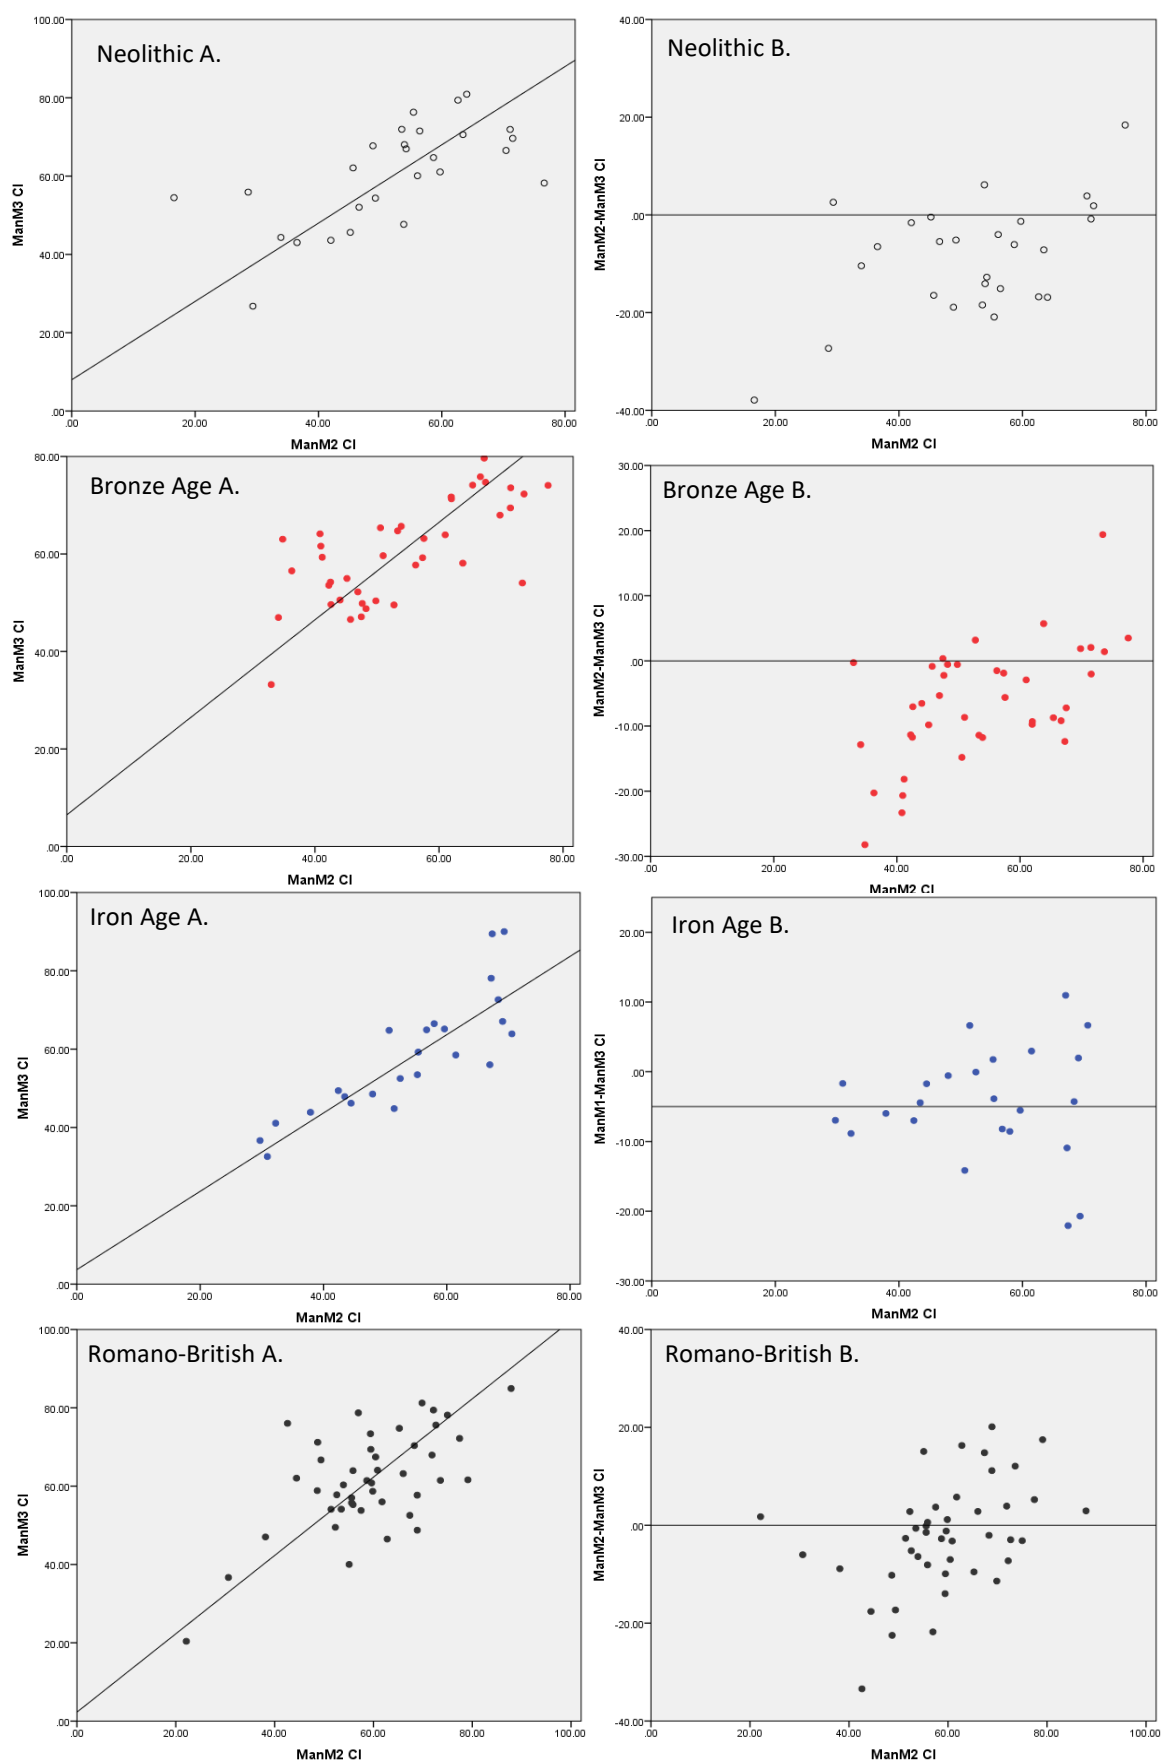 Neolithic A.
100.00
80.00
60.00
40.00
20.00
.00
ManM3 CI
.00 20.00 40.00 60.00 80.00
ManM2 CI
Neolithic B.
40.00
20.00
.00
-20.00
-40.00
ManM2-ManM3 CI
.00 20.00 40.00 60.00 80.00
ManM2 CI
Bronze Age A.
80.00
60.00
40.00
20.00
.00
ManM3 CI
.00 20.00 40.00 60.00 80.00
ManM2 CI
Bronze Age B.
30.00
20.00
10.00
.00
-10.00
-20.00
-30.00
ManM2-ManM3 CI
.00 20.00 40.00 60.00 80.00
ManM2 CI
Iron Age A.
100.00
80.00
60.00
40.00
20.00
.00
ManM3 CI
.00 20.00 40.00 60.00 80.00
ManM2 CI
Iron Age B.
20.00
10.00
.00
-10.00
-20.00
-30.00
ManM1-ManM3 CI
.00 20.00 40.00 60.00 80.00
ManM2 CI
Romano-British A.
100.00
80.00
60.00
40.00
20.00
.00
ManM3 CI
.00 20.00 40.00 60.00 80.00 100.00
ManM2 CI
Romano-British B.
40.00
20.00
.00
-20.00
-40.00
ManM2-ManM3 CI
.00 20.00 40.00 60.00 80.00 100.00
ManM2 CI